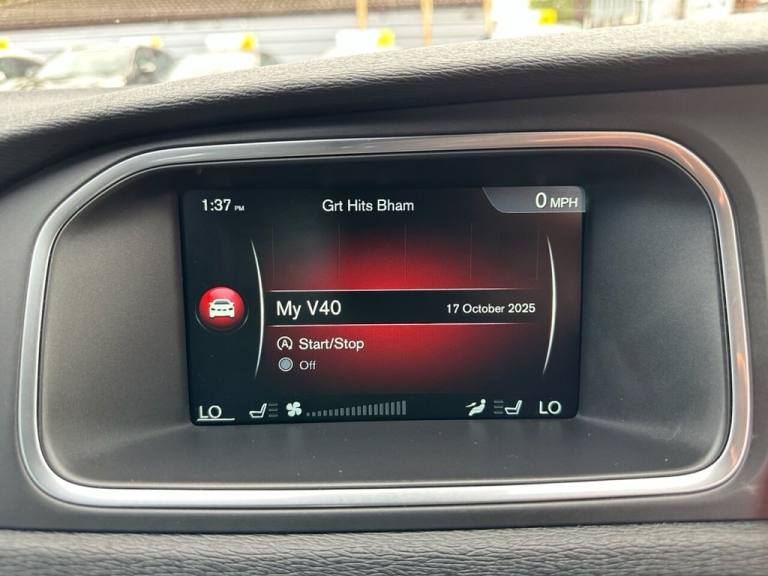 1:37 PM Grt Hits Bham 0 MPH
My V40 17 October 2025
A Start/Stop
Off
LO LO